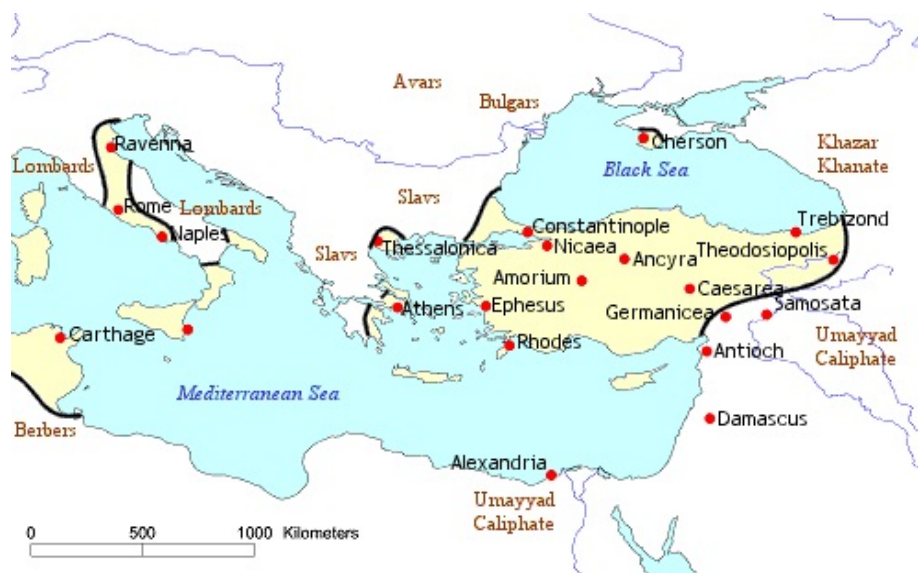 Avars
Bulgars
Ravenna
Cherson
Khazar
Khanate
Lombards
Black Sea
Slavs
Rome
Lombards
Naples
Constantinople
Trebizond
Slavs
Thessalonica
Nicaea
Theodosiopolis
Ancyra
Amorium
Caesarea
Athens
Ephesus
Germanicea
Samosata
Carthage
Rhodes
Umayyad
Caliphate
Antioch
Mediterranean Sea
Berbers
Damascus
Alexandria
Umayyad
Caliphate
0 500 1000 Kilometers